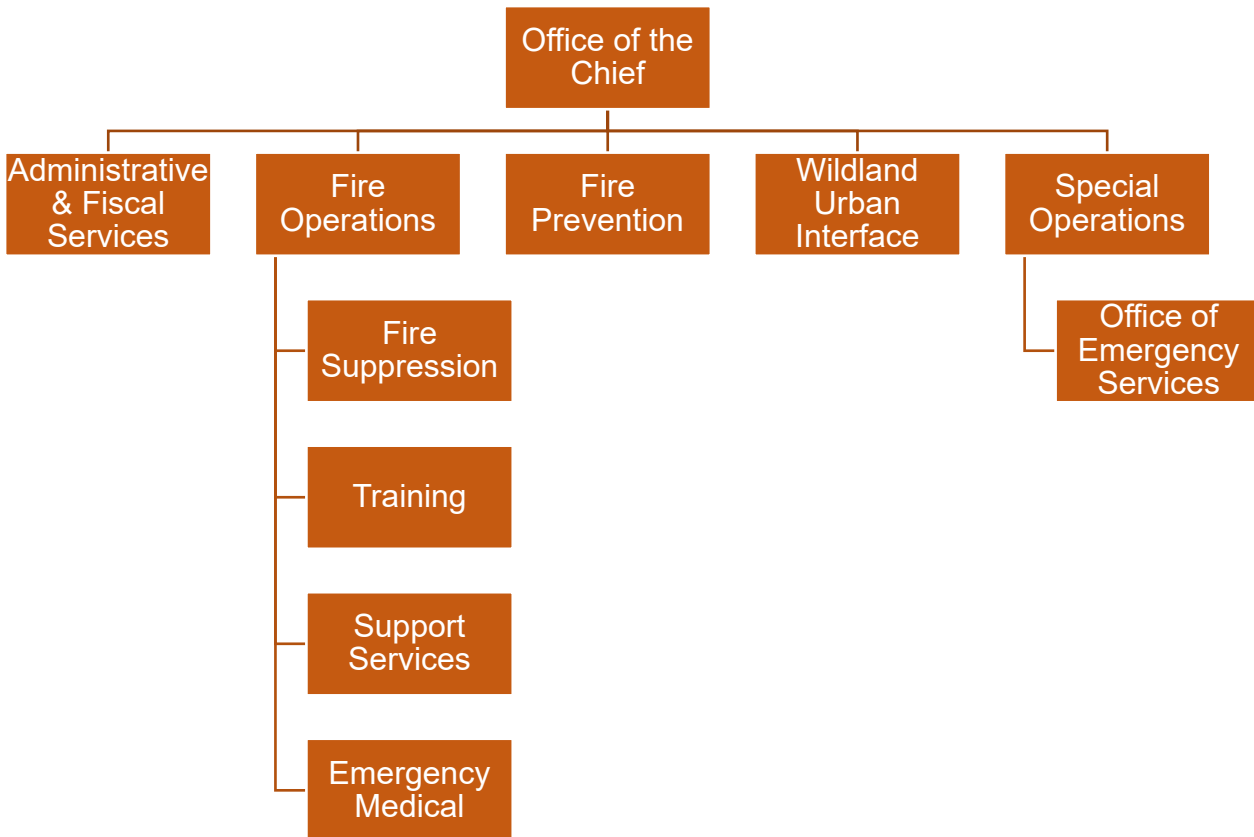 Office of the
Chief
Administrative
& Fiscal
Services
Fire
Operations
Fire
Prevention
Wildland
Urban
Interface
Special
Operations
Fire
Suppression
Training
Support
Services
Emergency
Medical
Office of
Emergency
Services